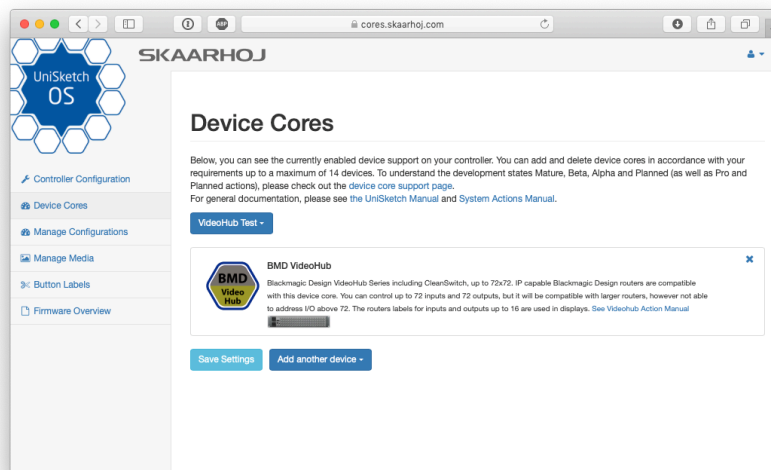 cores.skaarhoj.com
ABP
SKAARHOJ
UniSketch
OS
Controller Configuration
Device Cores
Manage Configurations
Manage Media
Button Labels
Firmware Overview
Device Cores
Below, you can see the currently enabled device support on your controller. You can add and delete device cores in accordance with your
requirements up to a maximum of 14 devices. To understand the development states Mature, Beta, Alpha and Planned (as well as Pro and
Planned actions), please check out the device core support page.
For general documentation, please see the UniSketch Manual and System Actions Manual.
VideoHub Test
BMD
Video
Hub
BMD VideoHub
Blackmagic Design VideoHub Series including CleanSwitch, up to 72x72. IP capable Blackmagic Design routers are compatible
with this device core. You can control up to 72 inputs and 72 outputs, but it will be compatible with larger routers, however not able
to address I/O above 72. The routers labels for inputs and outputs up to 16 are used in displays. See Videohub Action Manual
Save Settings
Add another device